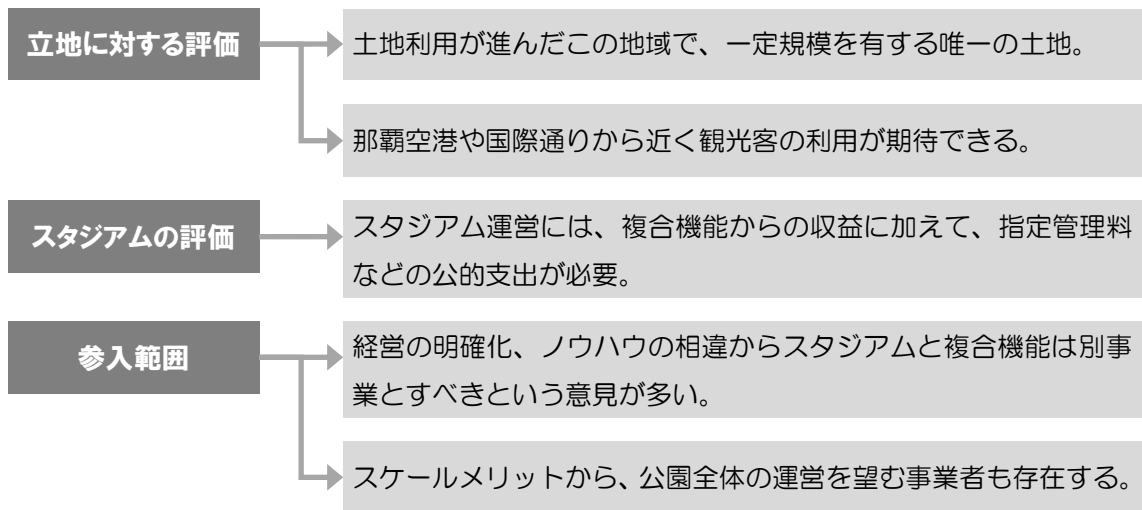 立地に対する評価
土地利用が進んだこの地域で、一定規模を有する唯一の土地。
那覇空港や国際通りから近く観光客の利用が期待できる。
スタジアムの評価
スタジアム運営には、複合機能からの収益に加えて、指定管理料
などの公的支出が必要。
参入範囲
経営の明確化、ノウハウの相違からスタジアムと複合機能は別事
業とすべきという意見が多い。
スケールメリットから、公園全体の運営を望む事業者も存在する。